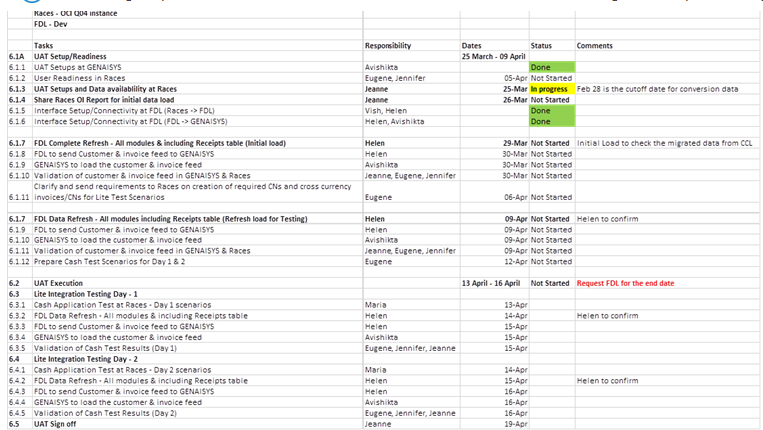 Races - OCI Q04 instance
FDL - Dev
Tasks Responsibility Dates Status Comments
6.1A UAT Setup/Readiness 25 March - 09 April
6.1.1 UAT Setups at GENAISYS Avishikta Done
6.1.2 User Readiness in Races Eugene, Jennifer 05-Apr Not Started
6.1.3 UAT Setups and Data availablility at Races Jeanne 25-Mar In progress Feb 28 is the cutoff date for conversion data
6.1.4 Share Races OI Report for initial data load Jeanne 26-Mar Not Started
6.1.5 Interface Setup/Connectivity at FDL (Races -> FDL) Vish, Helen Done
6.1.6 Interface Setup/Connectivity at FDL (FDL -> GENAISYS) Helen, Avishikta Done
6.1.7 FDL Complete Refresh - All modules & including Receipts table (Initial load) Helen 29-Mar Not Started Initial Load to check the migrated data from CCL
6.1.8 FDL to send Customer & invoice feed to GENAISYS Helen 30-Mar Not Started
6.1.9 GENAISYS to load the customer & invoice feed Avishikta 30-Mar Not Started
6.1.10 Validation of customer & invoice feed in GENAISYS & Races Jeanne, Eugene, Jennifer 30-Mar Not Started
Clarify and send requirements to Races on creation of required CNs and cross currency
6.1.11 invoices/CNs for Lite Test Scenarios Eugene 06-Apr Not Started
6.1.7 FDL Data Refresh - All modules including Receipts table (Refresh load for Testing) Helen 09-Apr Not Started Helen to confirm
6.1.9 FDL to send Customer & invoice feed to GENAISYS Helen 09-Apr Not Started
6.1.10 GENAISYS to load the customer & invoice feed Avishikta 09-Apr Not Started
6.1.11 Validation of customer & invoice feed in GENAISYS & Races Jeanne, Eugene, Jennifer 09-Apr Not Started
6.1.12 Prepare Cash Test Scenarios for Day 1 & 2 Eugene 12-Apr Not Started
6.2 UAT Execution 13 April - 16 April Not Started Request FDL for the end date
6.3 Lite Integration Testing Day - 1
6.3.1 Cash Application Test at Races - Day 1 scenarios Maria 13-Apr
6.3.2 FDL Data Refresh - All modules & including Receipts table Helen 14-Apr Helen to confirm
6.3.3 FDL to send Customer & invoice feed to GENAISYS Helen 15-Apr
6.3.4 GENAISYS to load the customer & invoice feed Avishikta 15-Apr
6.3.5 Validation of Cash Test Results (Day 1) Eugene, Jennifer, Jeanne 15-Apr
6.4 Lite Integration Testing Day - 2
6.4.1 Cash Application Test at Races - Day 2 scenarios Maria 14-Apr
6.4.2 FDL Data Refresh - All modules & including Receipts table Helen 15-Apr Helen to confirm
6.4.3 FDL to send Customer & invoice feed to GENAISYS Helen 16-Apr
6.4.4 GENAISYS to load the customer & invoice feed Avishikta 16-Apr
6.4.5 Validation of Cash Test Results (Day 2) Eugene, Jennifer, Jeanne 16-Apr
6.5 UAT Sign off Jeanne 19-Apr